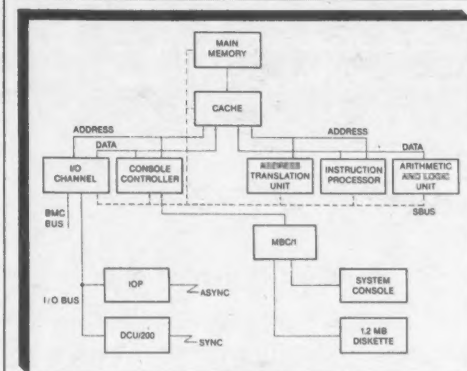 MAIN
MEMORY
CACHE
ADDRESS
DATA
ADDRESS
DATA
I/O
CHANNEL
CONSOLE
CONTROLLER
ADDRESS
TRANSLATION
UNIT
INSTRUCTION
PROCESSOR
ARITHMETIC
AND LOGIC
UNIT
BMC
BUS
SBUS
MBC/1
I/O BUS
IOP
ASYNC
SYSTEM
CONSOLE
DCU/200
SYNC
1.2 MB
DISKETTE